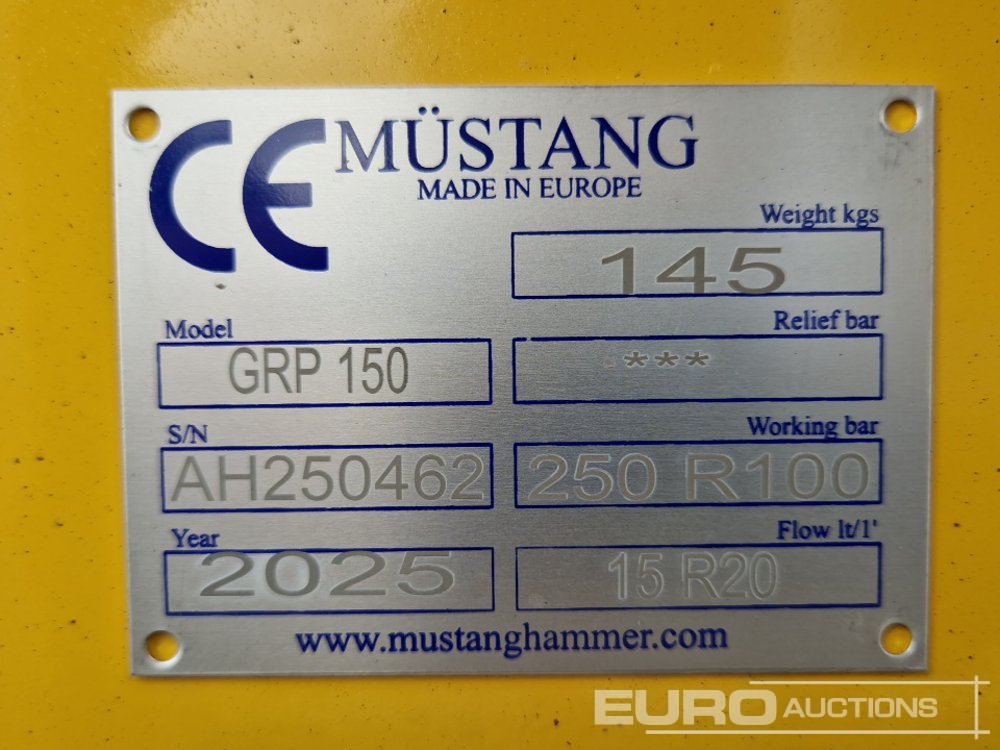 CE MÜSTANG
MADE IN EUROPE
Weight kgs
145
Model
GRP 150
Relief bar
***
S/N
AH250462
Working bar
250 R100
Year
2025
Flow lt/1'
15 R20
www.mustanghammer.com
EURO AUCTIONS